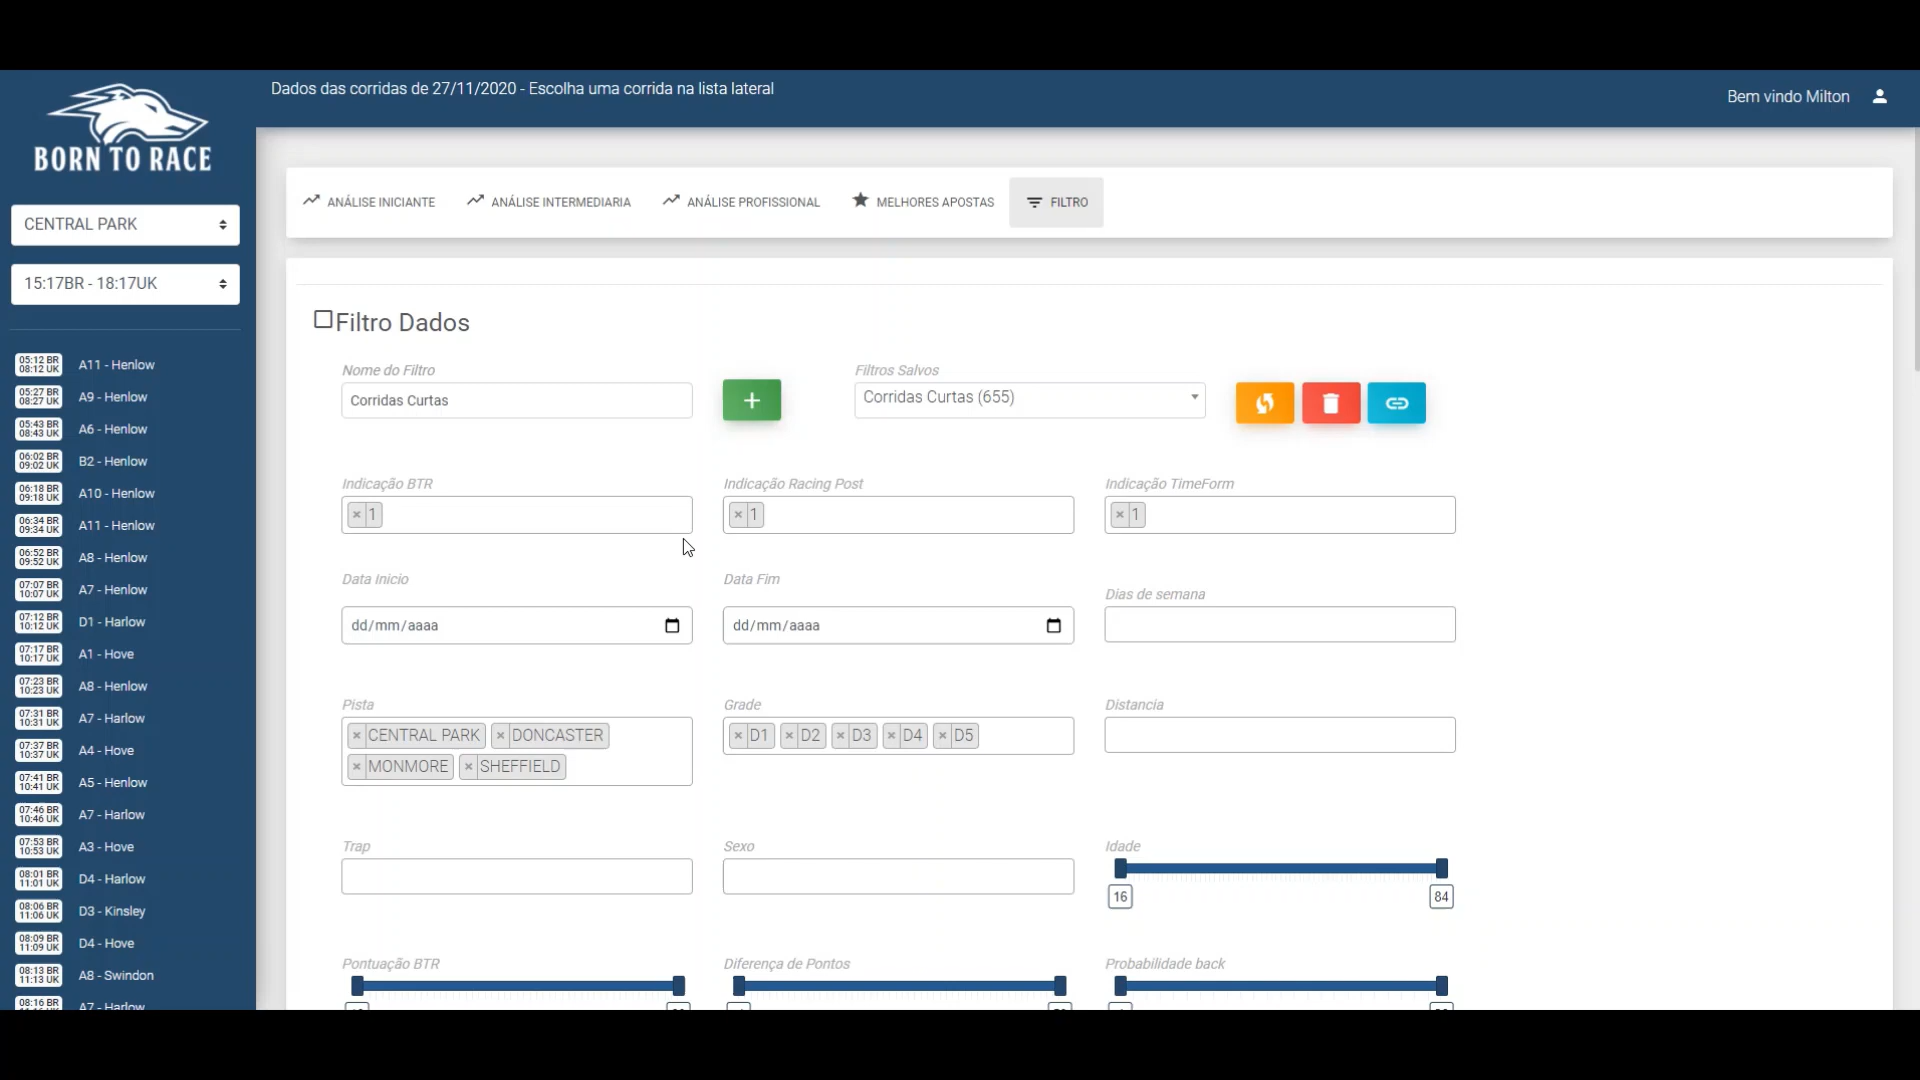 Dados das corridas de 27/11/2020 - Escolha uma corrida na lista lateral
Bem vindo Milton
BORN TO RACE
CENTRAL PARK
15:17BR - 18:17UK
05:12 BR
08:12 UK
A11 - Henlow
05:27 BR
08:27 UK
A9 - Henlow
05:43 BR
08:43 UK
A6 - Henlow
06:02 BR
09:02 UK
B2 - Henlow
06:18 BR
09:18 UK
A10 - Henlow
06:34 BR
09:34 UK
A11 - Henlow
06:52 BR
09:52 UK
A8 - Henlow
07:07 BR
10:07 UK
A7 - Henlow
07:12 BR
10:12 UK
D1 - Harlow
07:17 BR
10:17 UK
A1 - Hove
07:23 BR
10:23 UK
A8 - Henlow
07:31 BR
10:31 UK
A7 - Harlow
07:37 BR
10:37 UK
A4 - Hove
07:41 BR
10:41 UK
A5 - Henlow
07:46 BR
10:46 UK
A7 - Harlow
07:53 BR
10:53 UK
A3 - Hove
08:01 BR
11:01 UK
D4 - Harlow
08:06 BR
11:06 UK
D3 - Kinsley
08:09 BR
11:09 UK
D4 - Hove
08:13 BR
11:13 UK
A8 - Swindon
08:16 BR
A7 - Harlow
ANÁLISE INICIANTE
ANÁLISE INTERMEDIARIA
ANÁLISE PROFISSIONAL
MELHORES APOSTAS
FILTRO
Filtro Dados
Nome do Filtro
Filtros Salvos
Corridas Curtas
Corridas Curtas (655)
Indicação BTR
Indicação Racing Post
Indicação TimeForm
× 1
× 1
× 1
Data Inicio
Data Fim
Dias de semana
dd/mm/aaaa
dd/mm/aaaa
Pista
Grade
Distancia
× CENTRAL PARK × DONCASTER
× MONMORE × SHEFFIELD
× D1 × D2 × D3 × D4 × D5
Trap
Sexo
Idade
16
84
Pontuação BTR
Diferença de Pontos
Probabilidade back